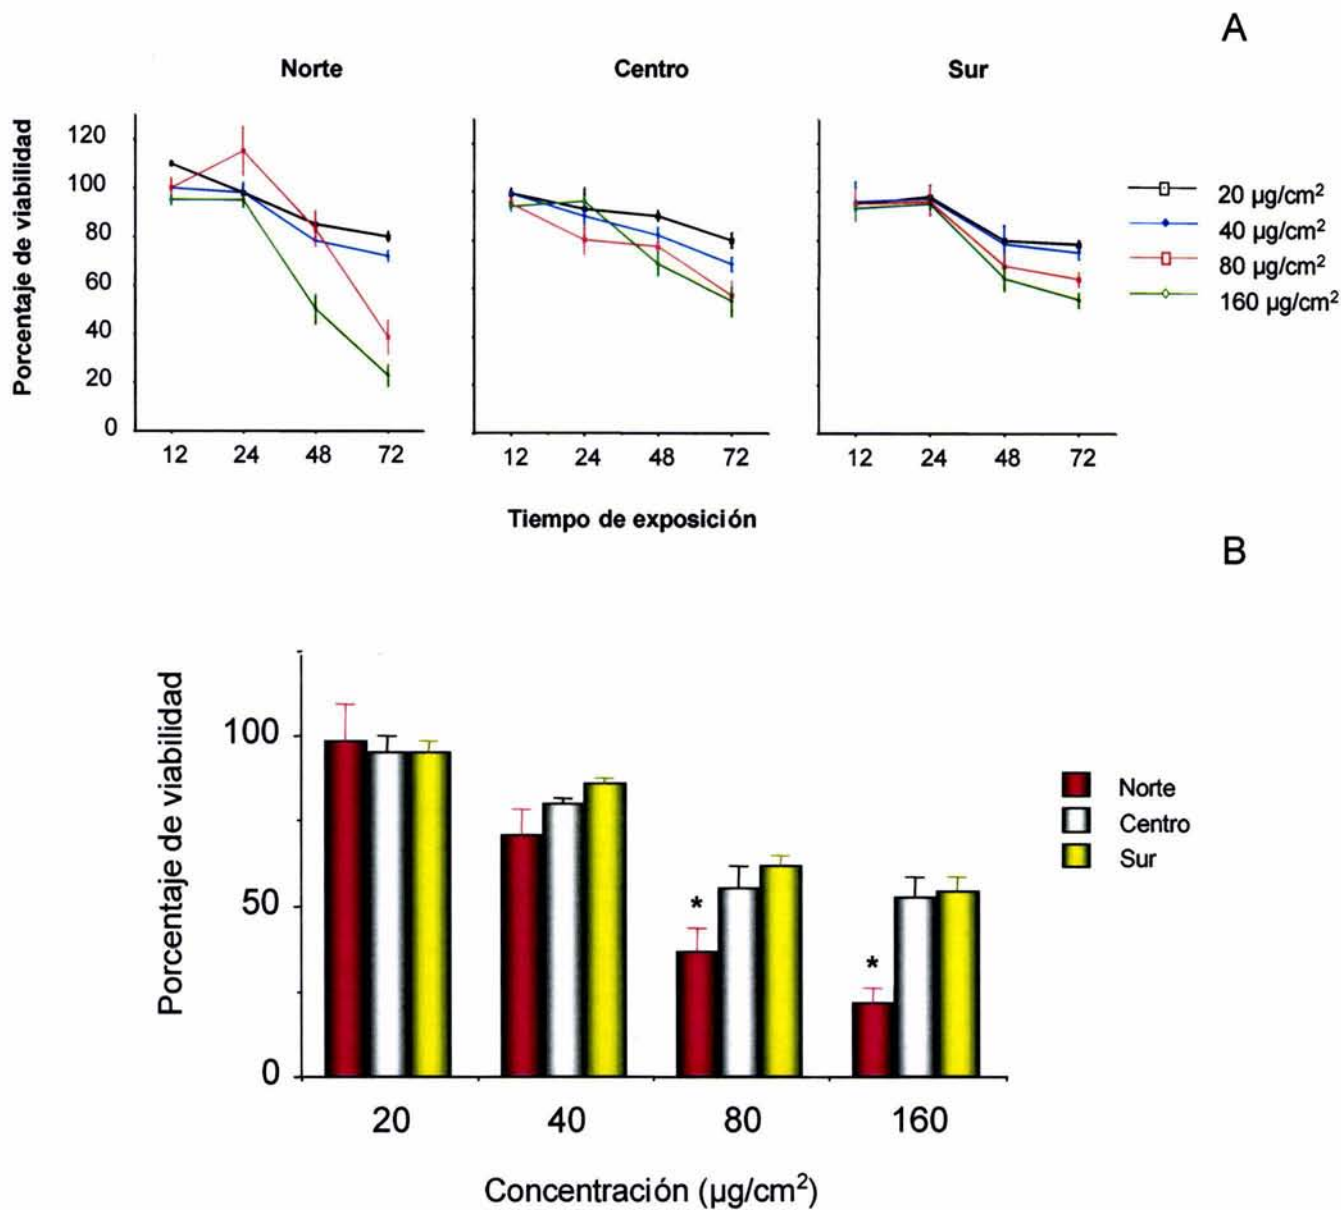 A
Norte
Centro
Sur
Porcentaje de viabilidad
120
100
80
60
40
20
0
12 24 48 72
12 24 48 72
12 24 48 72
Tiempo de exposición
20 µg/cm²
40 µg/cm²
80 µg/cm²
160 µg/cm²
B
Porcentaje de viabilidad
100
50
0
*
*
20 40 80 160
Concentración (µg/cm²)
Norte
Centro
Sur